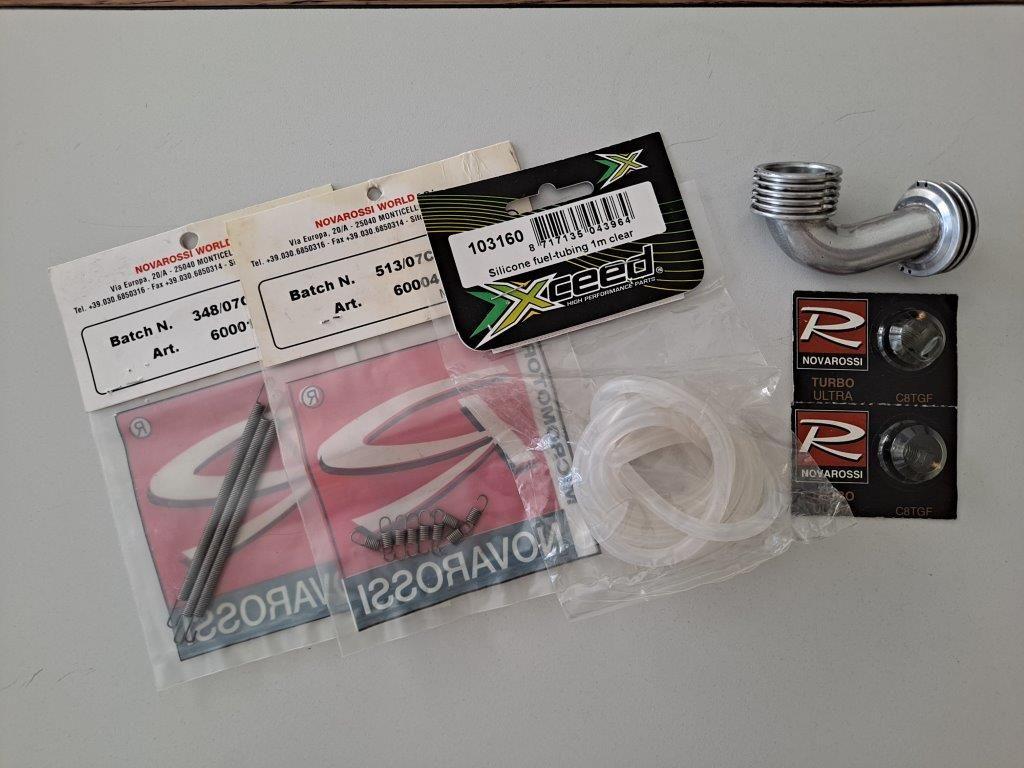 NOVAROSSI WORLD
Via Europa, 20/A - 25040 MONTICELL
Tel. +39.030.6850316 - Fax +39.030.6850314 - Si
Batch N. 348/07C
Art. 6000
R
NOVAROSSI
NOVAROSSI WORLD
Via Europa, 20/A - 25040 MONTICELL
Tel. +39.030.6850316 - Fax +39.030.6850314 - Sit
Batch N. 513/07C
Art. 60004
R
NOVAROSSI
ROTOMOTOR
X
103160
8 717135 043964
Silicone fuel-tubing 1m clear
Xceed®
HIGH PERFORMANCE PARTS
R
NOVAROSSI
TURBO
ULTRA
C8TGF
R
NOVAROSSI
C8TGF